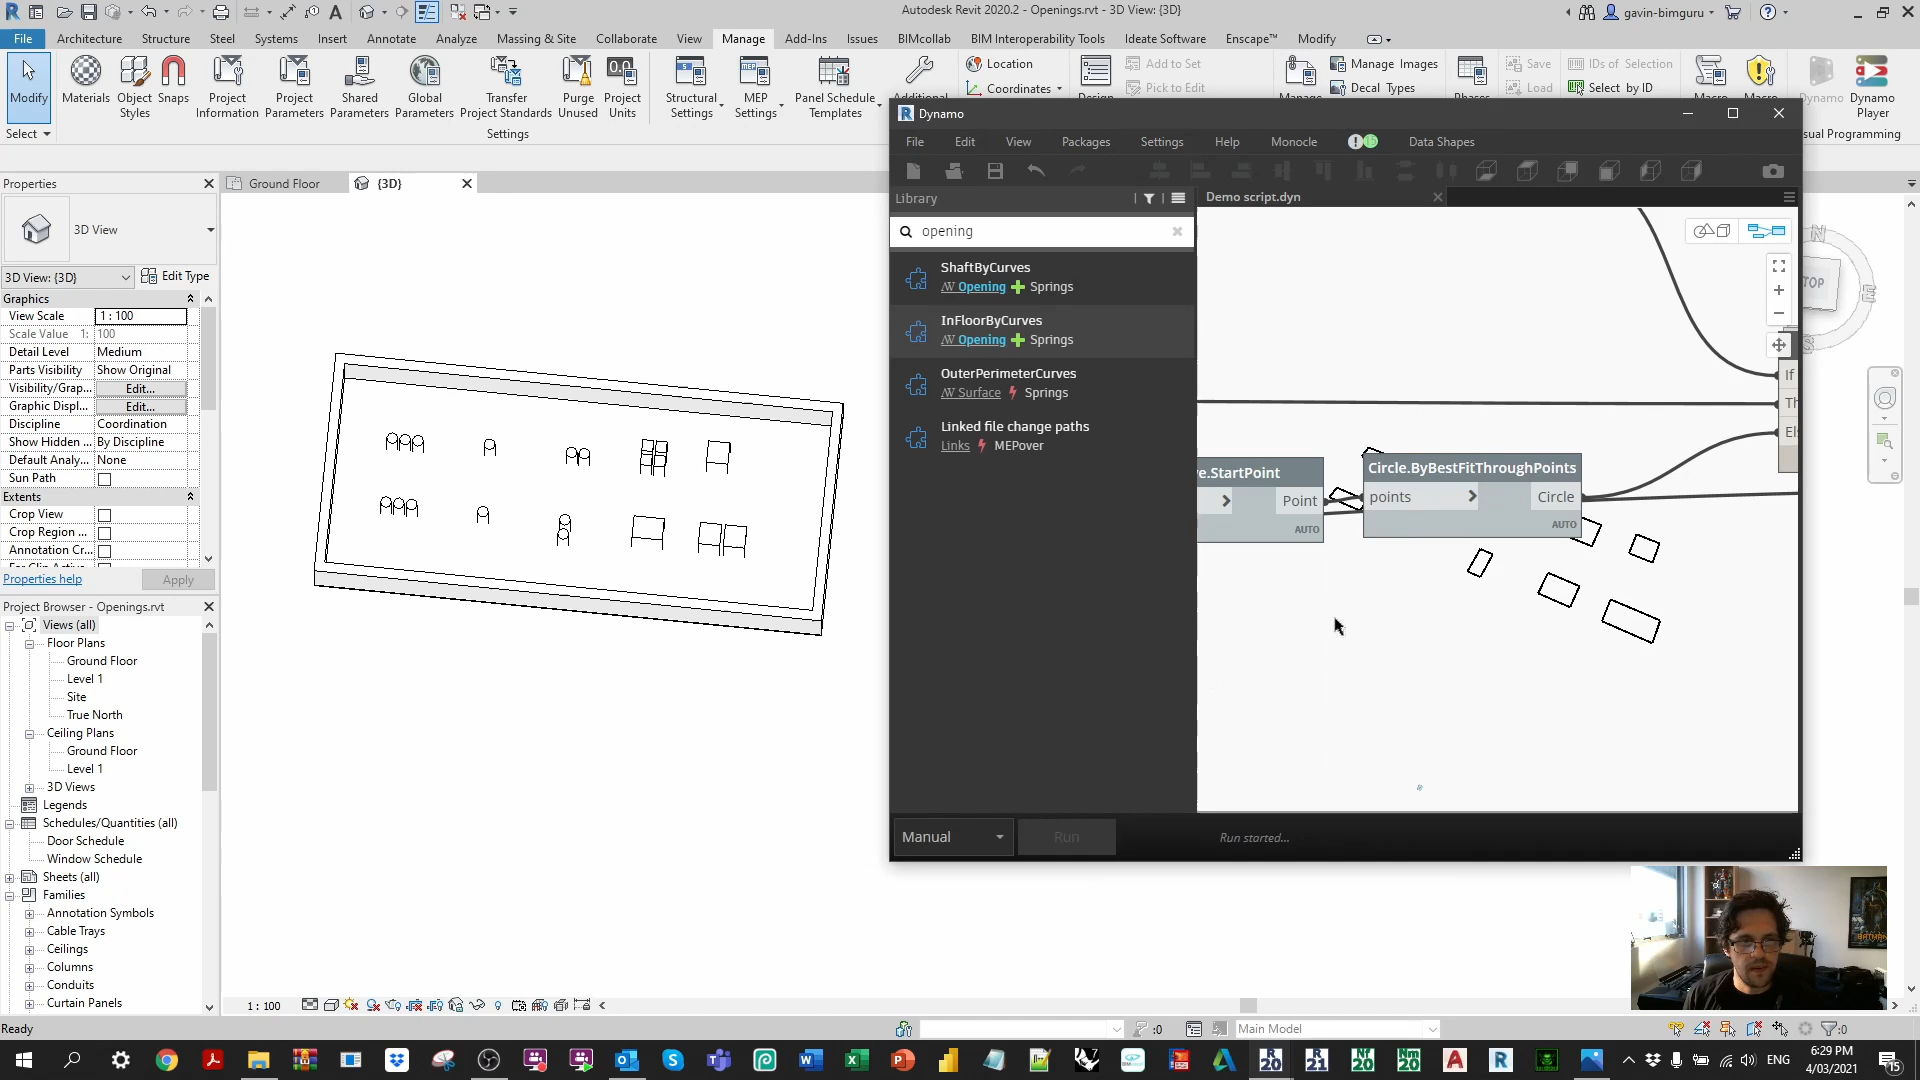 Autodesk Revit 2020.2 - Openings.rvt - 3D View: {3D}
gavin-bimguru
File
Architecture
Structure
Steel
Systems
Insert
Annotate
Analyze
Massing & Site
Collaborate
View
Manage
Add-Ins
Issues
BIMcollab
BIM Interoperability Tools
Ideate Software
Enscape™
Modify
Modify
Materials
Object Styles
Snaps
Project Information
Project Parameters
Shared Parameters
Global Parameters
Transfer Project Standards
Purge Unused
Project Units
Structural Settings
MEP Settings
Panel Schedule Templates
Location
Coordinates
Add to Set
Pick to Edit
Manage Images
Decal Types
Save
Load
IDs of Selection
Select by ID
Dynamo
Dynamo Player
Select
Settings
sual Programming
Properties
3D View
3D View: {3D}
Edit Type
Graphics
View Scale 1 : 100
Scale Value 1: 100
Detail Level Medium
Parts Visibility Show Original
Visibility/Grap... Edit...
Graphic Displ... Edit...
Discipline Coordination
Show Hidden ... By Discipline
Default Analy... None
Sun Path
Extents
Crop View
Crop Region ...
Annotation Cr...
Properties help
Apply
Project Browser - Openings.rvt
Views (all)
Floor Plans
Ground Floor
Level 1
Site
True North
Ceiling Plans
Ground Floor
Level 1
3D Views
Legends
Schedules/Quantities (all)
Door Schedule
Window Schedule
Sheets (all)
Families
Annotation Symbols
Cable Trays
Ceilings
Columns
Conduits
Curtain Panels
Ground Floor
{3D}
Dynamo
File
Edit
View
Packages
Settings
Help
Monocle
Data Shapes
Library
Demo script.dyn
opening
ShaftByCurves
Opening Springs
InFloorByCurves
Opening Springs
OuterPerimeterCurves
Surface Springs
Linked file change paths
Links MEPover
e.StartPoint
Point
AUTO
Circle.ByBestFitThroughPoints
points
Circle
AUTO
If
Manual
Run
Run started...
1 : 100
Ready
:0
Main Model
:0
ENG
6:29 PM
4/03/2021